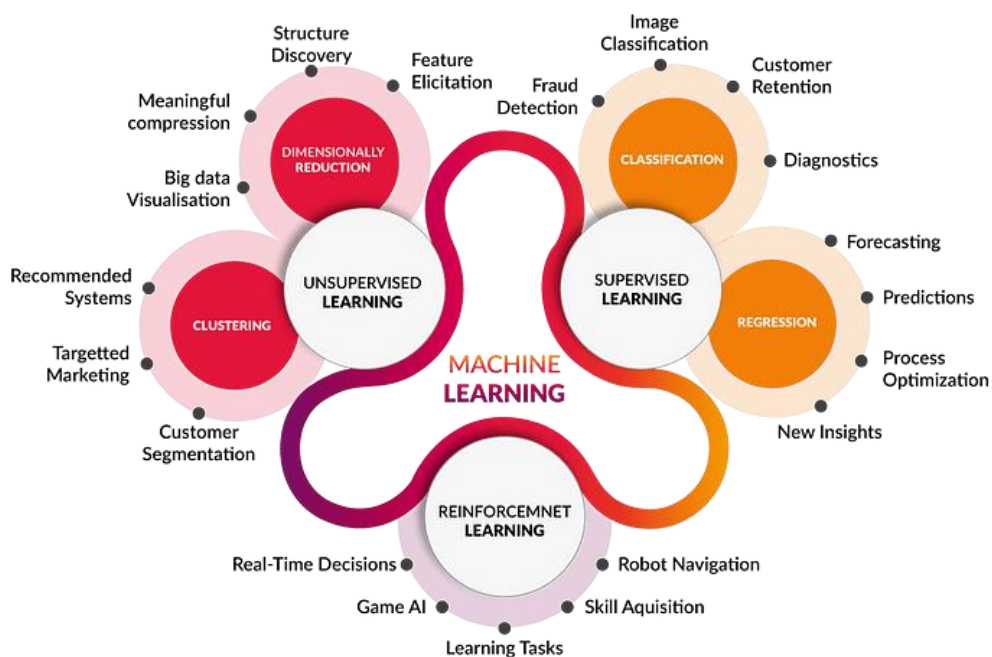 Structure
Discovery
Feature
Elicitation
Meaningful
compression
DIMENSIONALLY
REDUCTION
Big data
Visualisation
UNSUPERVISED
LEARNING
Recommended
Systems
CLUSTERING
Targetted
Marketing
Customer
Segmentation
Image
Classification
Customer
Retention
Fraud
Detection
CLASSIFICATION
Diagnostics
SUPERVISED
LEARNING
Forecasting
Predictions
REGRESSION
Process
Optimization
New Insights
MACHINE
LEARNING
REINFORCEMNET
LEARNING
Real-Time Decisions
Robot Navigation
Game AI
Skill Aquisition
Learning Tasks